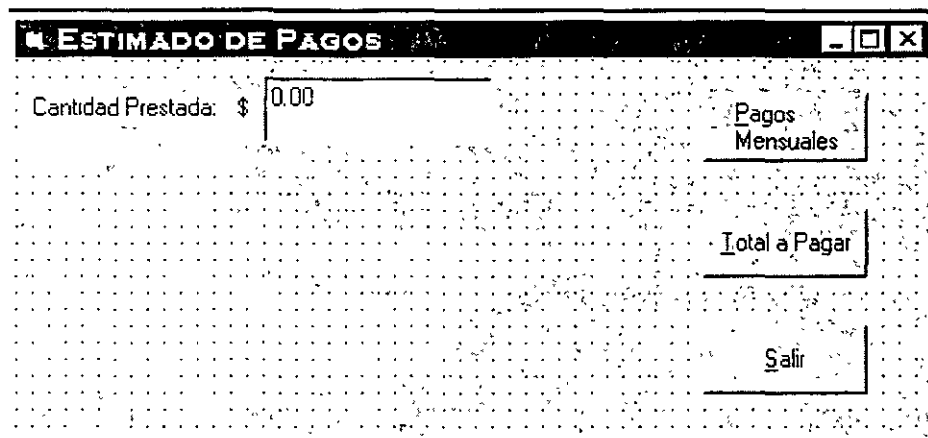 ESTIMADO DE PAGOS
Cantidad Prestada: $ 0.00
Pagos
Mensuales
Total a Pagar
Salir